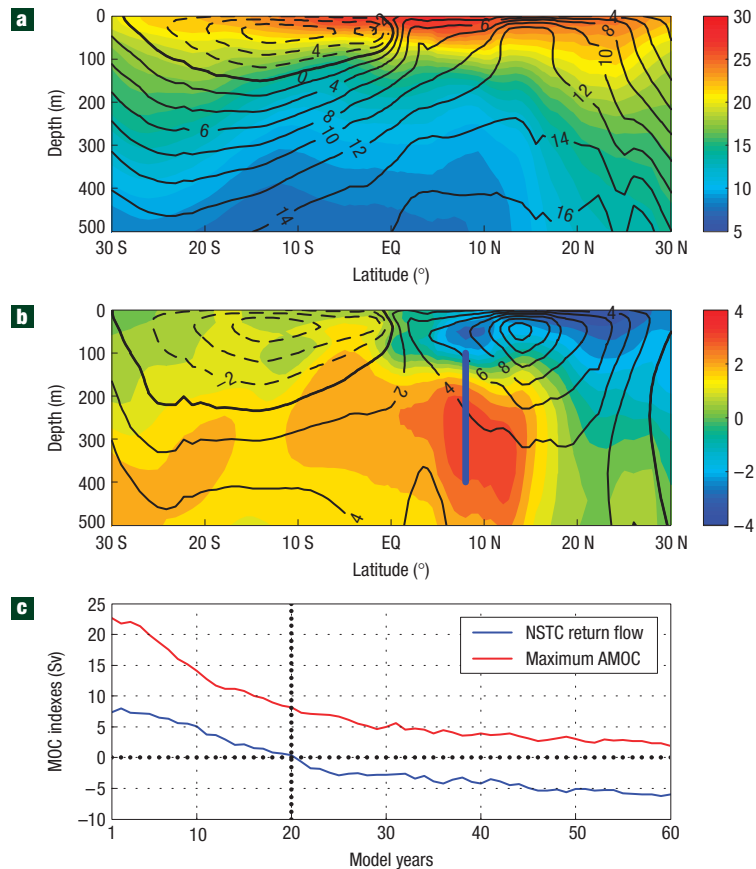 a
0
100
200
300
400
500
Depth (m)
2
4
0
4
6
6
8
10
12
14
4
6
8
10
12
14
16
30 S
20 S
10 S
EQ
10 N
20 N
30 N
Latitude (°)
30
25
20
15
10
5
b
0
100
200
300
400
500
Depth (m)
−2
2
4
4
6
8
4
30 S
20 S
10 S
EQ
10 N
20 N
30 N
Latitude (°)
4
2
0
−2
−4
c
25
20
15
10
5
0
−5
−10
MOC indexes (Sv)
NSTC return flow
Maximum AMOC
1
10
20
30
40
50
60
Model years